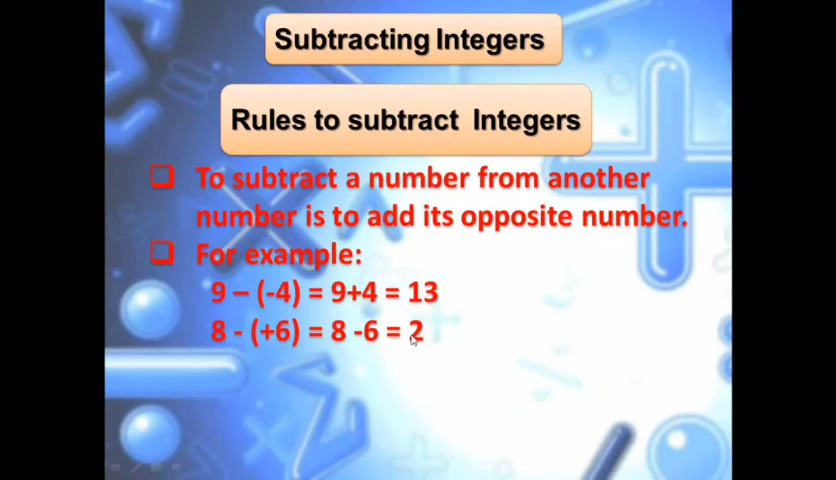 Subtracting Integers
Rules to subtract Integers
❑ To subtract a number from another
number is to add its opposite number.
❑ For example:
9 – (-4) = 9+4 = 13
8 - (+6) = 8 -6 = 2